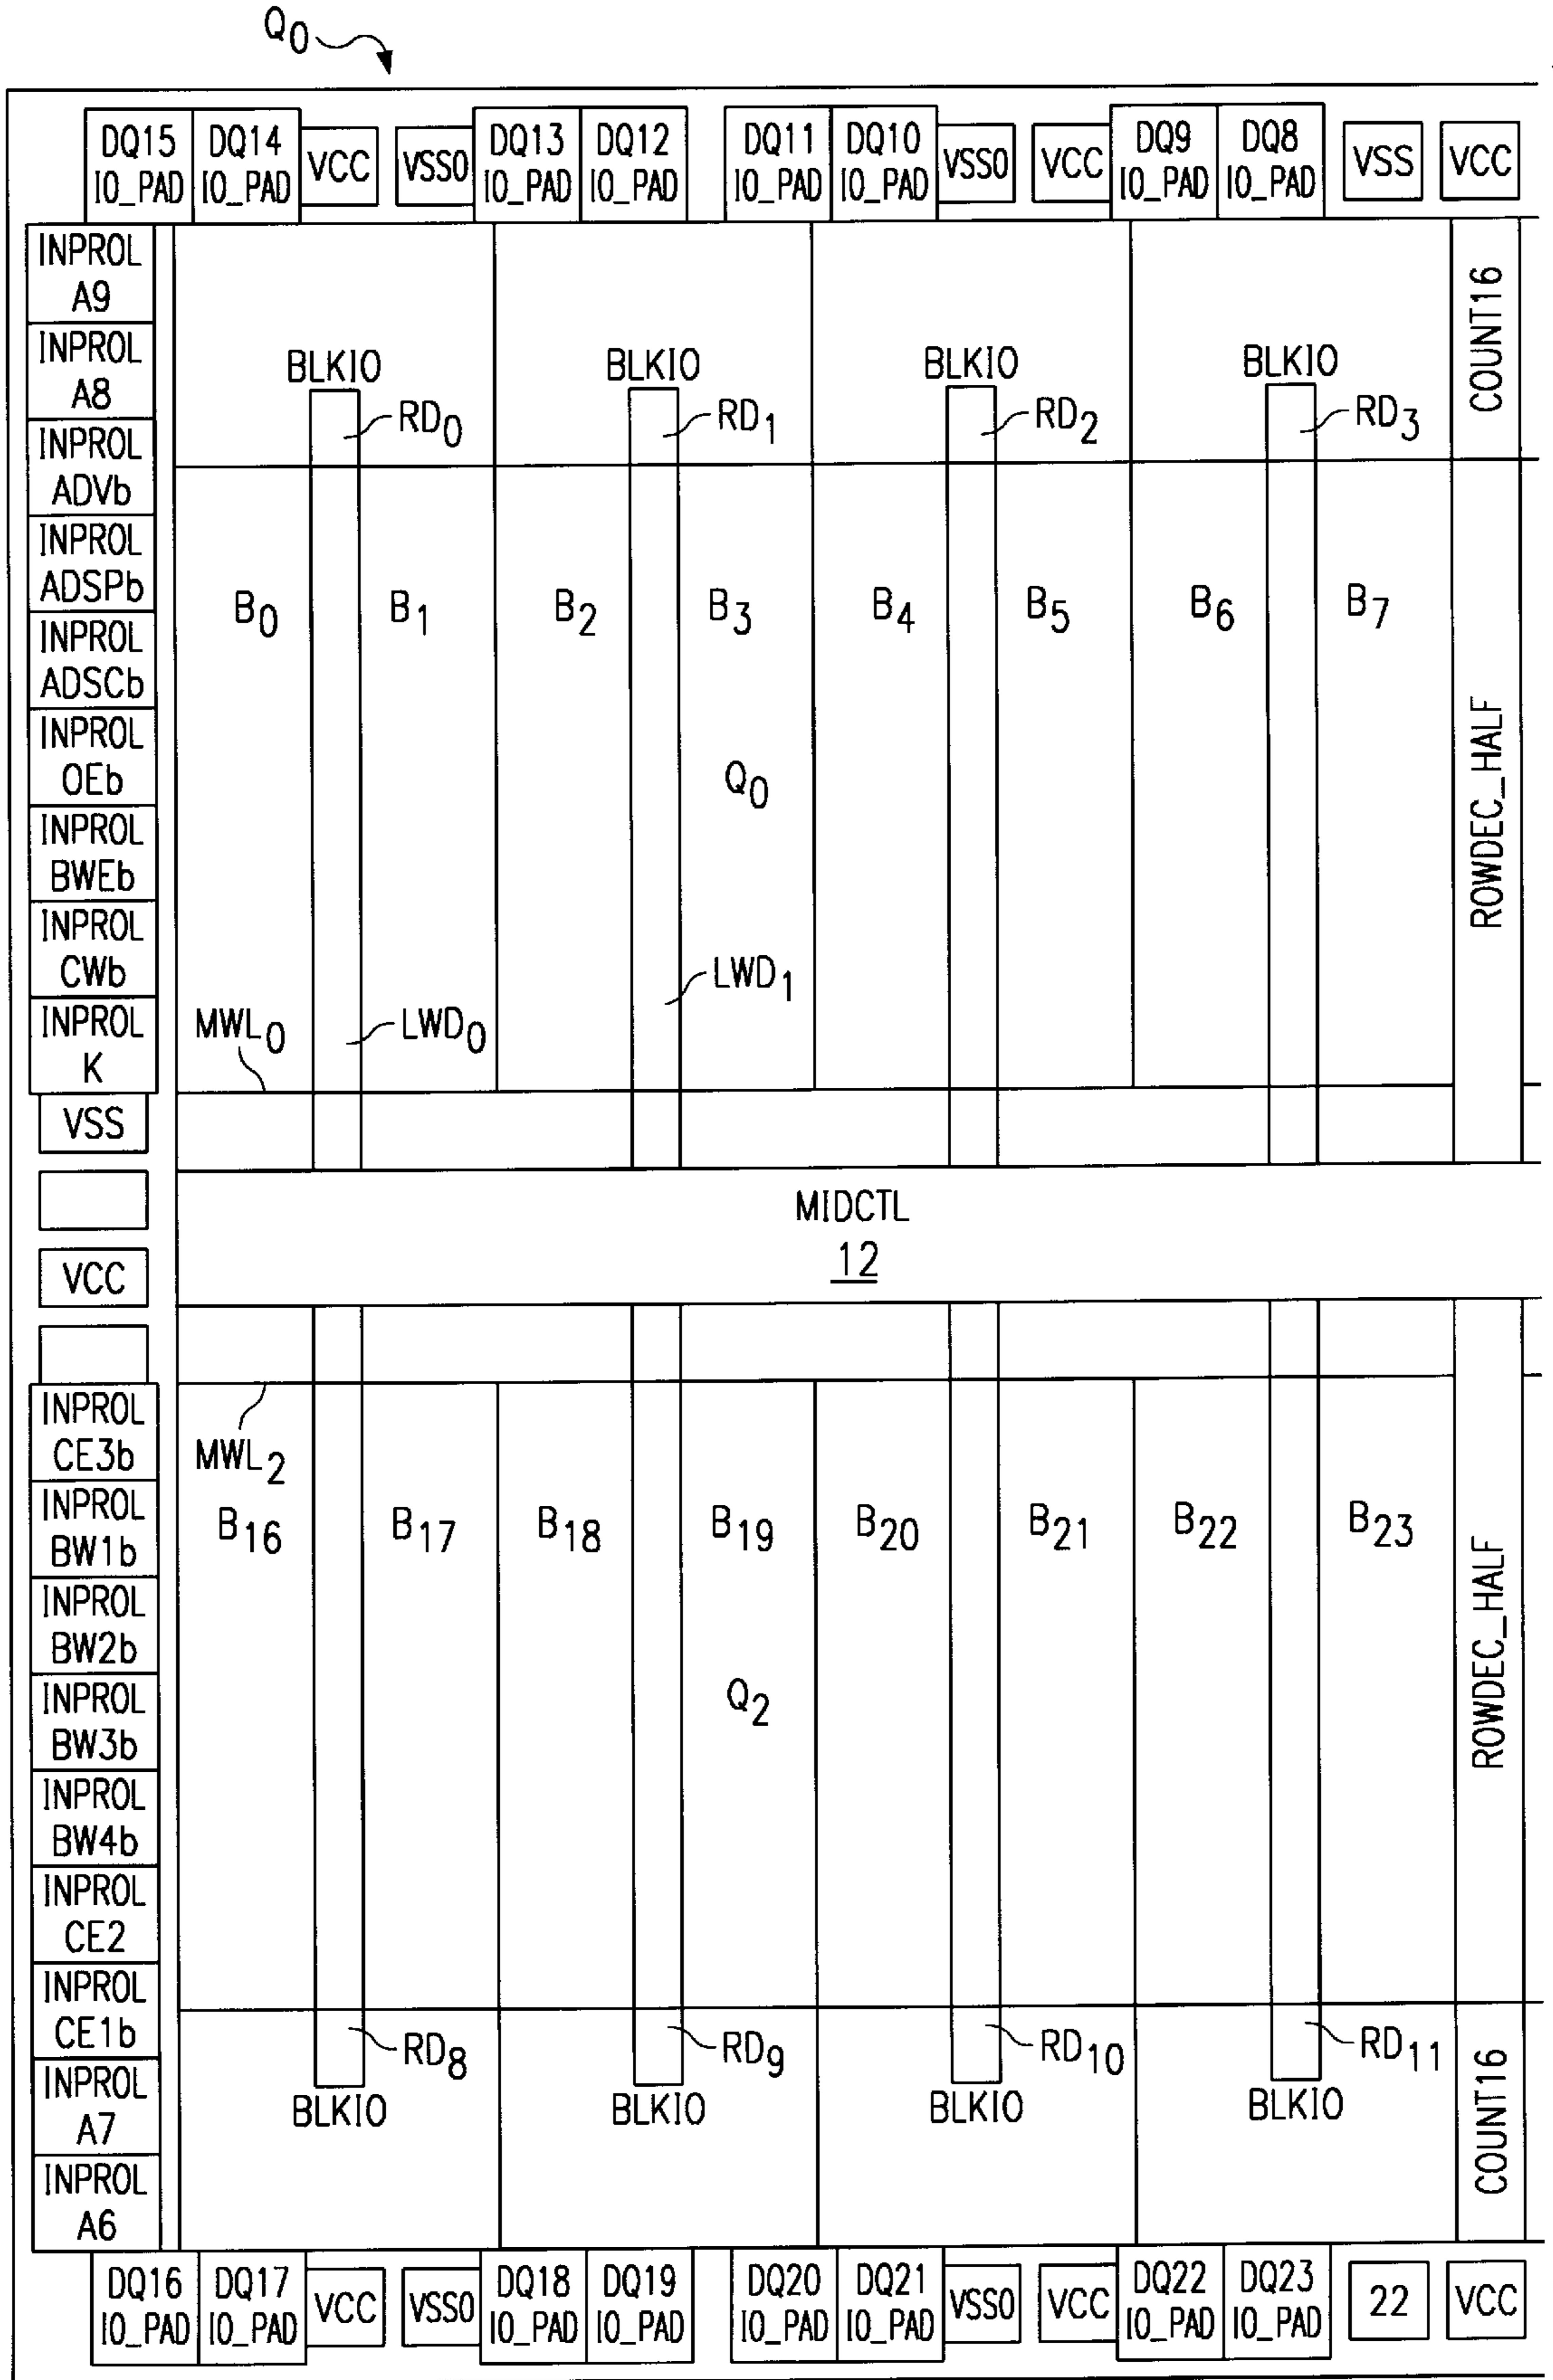 Q0
DQ15 IO_PAD
DQ14 IO_PAD
VCC
VSSO
DQ13 IO_PAD
DQ12 IO_PAD
DQ11 IO_PAD
DQ10 IO_PAD
VSSO
VCC
DQ9 IO_PAD
DQ8 IO_PAD
VSS
VCC
INPROL A9
INPROL A8
INPROL ADVb
INPROL ADSPb
INPROL ADSCb
INPROL OEb
INPROL BWEb
INPROL CWb
INPROL K
VSS
VCC
INPROL CE3b
INPROL BW1b
INPROL BW2b
INPROL BW3b
INPROL BW4b
INPROL CE2
INPROL CE1b
INPROL A7
INPROL A6
BLKIO
BLKIO
BLKIO
BLKIO
RD0
RD1
RD2
RD3
COUNT16
B0
B1
B2
B3
B4
B5
B6
B7
Q0
ROWDEC_HALF
LWD1
MWL0
LWD0
MIDCTL
12
MWL2
B16
B17
B18
B19
B20
B21
B22
B23
Q2
ROWDEC_HALF
RD8
RD9
RD10
RD11
BLKIO
BLKIO
BLKIO
BLKIO
COUNT16
DQ16 IO_PAD
DQ17 IO_PAD
VCC
VSSO
DQ18 IO_PAD
DQ19 IO_PAD
DQ20 IO_PAD
DQ21 IO_PAD
VSSO
VCC
DQ22 IO_PAD
DQ23 IO_PAD
22
VCC